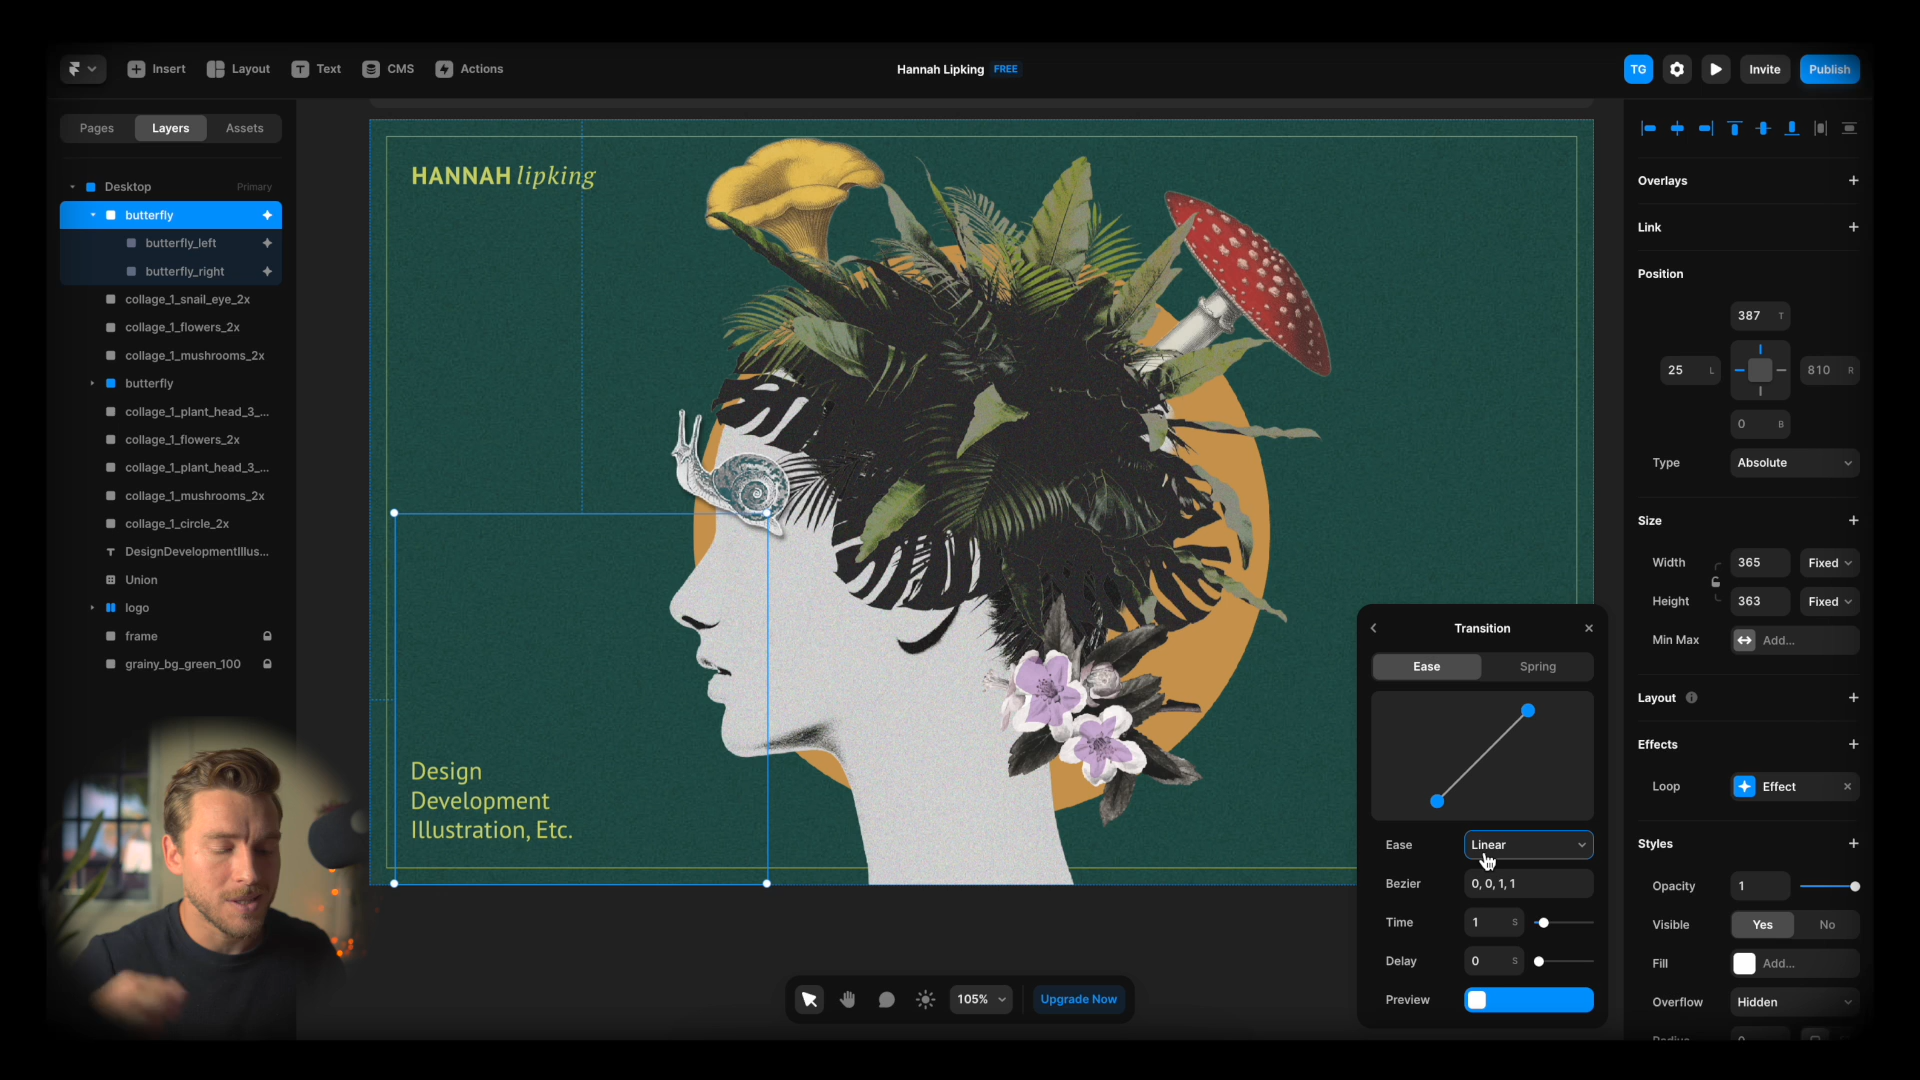 Insert
Layout
Text
CMS
Actions
Hannah Lipking FREE
TG
Invite
Publish
Pages
Layers
Assets
Desktop
Primary
butterfly
butterfly_left
butterfly_right
collage_1_snail_eye_2x
collage_1_flowers_2x
collage_1_mushrooms_2x
butterfly
collage_1_plant_head_3_...
collage_1_flowers_2x
collage_1_plant_head_3_...
collage_1_mushrooms_2x
collage_1_circle_2x
T DesignDevelopmentIllus...
Union
logo
frame
grainy_bg_green_100
HANNAH lipking
Design
Development
Illustration, Etc.
105%
Upgrade Now
Transition
Ease
Spring
Ease
Linear
Bezier
0, 0, 1, 1
Time
1 S
Delay
0 S
Preview
Overlays
Link
Position
387 T
25 L
810 R
0 B
Type
Absolute
Size
Width
365
Fixed
Height
363
Fixed
Min Max
Add...
Layout
Effects
Loop
Effect
Styles
Opacity
1
Visible
Yes
No
Fill
Add...
Overflow
Hidden